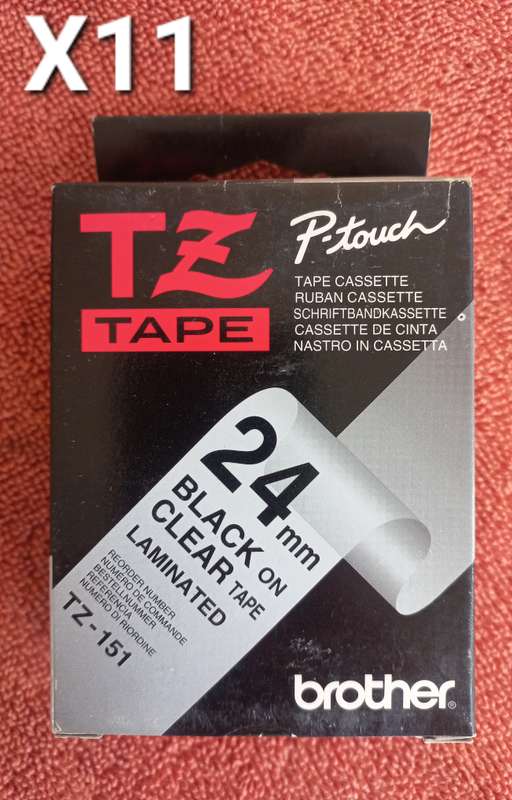 X11
TZ
TAPE
P-touch
TAPE CASSETTE
RUBAN CASSETTE
SCHRIFTBANDKASSETTE
CASSETTE DE CINTA
NASTRO IN CASSETTA
24mm
BLACK ON
CLEAR TAPE
LAMINATED
REORDER NUMBER
NUMERO DE COMMANDE
BESTELLNUMMER
REFERENCIA
NUMERO DI RIORDINE
TZ-151
brother®